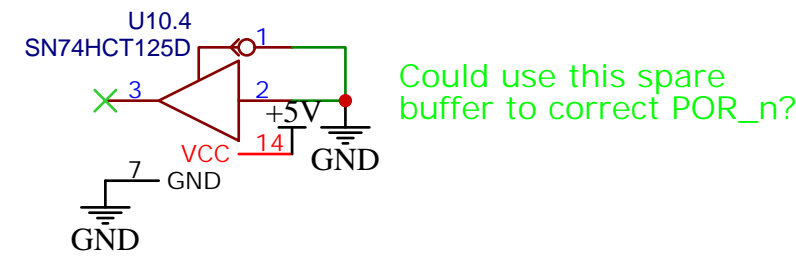 U10.4
SN74HCT125D
1
3
2
+5V
Could use this spare
buffer to correct POR_n?
VCC
14
GND
7
GND
GND